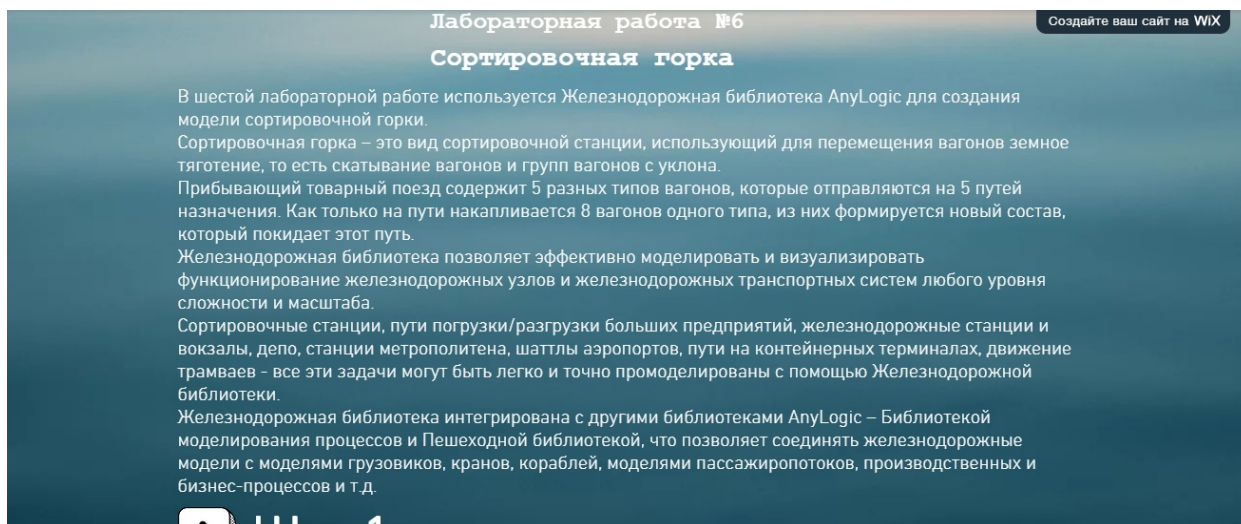 Лабораторная работа №6
Создайте ваш сайт на WiX
Сортировочная горка
В шестой лабораторной работе используется Железнодорожная библиотека AnyLogic для создания
модели сортировочной горки.
Сортировочная горка – это вид сортировочной станции, использующий для перемещения вагонов земное
тяготение, то есть скатывание вагонов и групп вагонов с уклона.
Прибывающий товарный поезд содержит 5 разных типов вагонов, которые отправляются на 5 путей
назначения. Как только на пути накапливается 8 вагонов одного типа, из них формируется новый состав,
который покидает этот путь.
Железнодорожная библиотека позволяет эффективно моделировать и визуализировать
функционирование железнодорожных узлов и железнодорожных транспортных систем любого уровня
сложности и масштаба.
Сортировочные станции, пути погрузки/разгрузки больших предприятий, железнодорожные станции и
вокзалы, депо, станции метрополитена, шаттлы аэропортов, пути на контейнерных терминалах, движение
трамваев - все эти задачи могут быть легко и точно промоделированы с помощью Железнодорожной
библиотеки.
Железнодорожная библиотека интегрирована с другими библиотеками AnyLogic – Библиотекой
моделирования процессов и Пешеходной библиотекой, что позволяет соединять железнодорожные
модели с моделями грузовиков, кранов, кораблей, моделями пассажиропотоков, производственных и
бизнес-процессов и т.д.